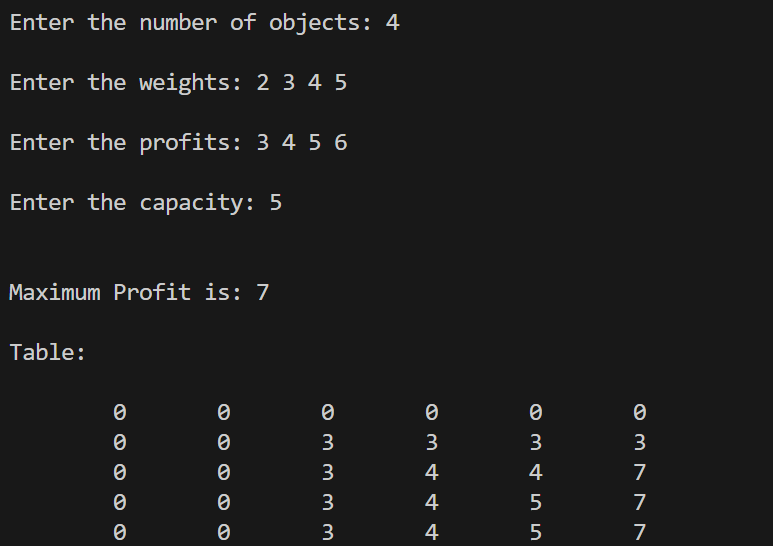 Enter the number of objects: 4
Enter the weights: 2 3 4 5
Enter the profits: 3 4 5 6
Enter the capacity: 5
Maximum Profit is: 7
Table:
0 0 0 0 0 0
0 0 3 3 3 3
0 0 3 4 4 7
0 0 3 4 5 7
0 0 3 4 5 7